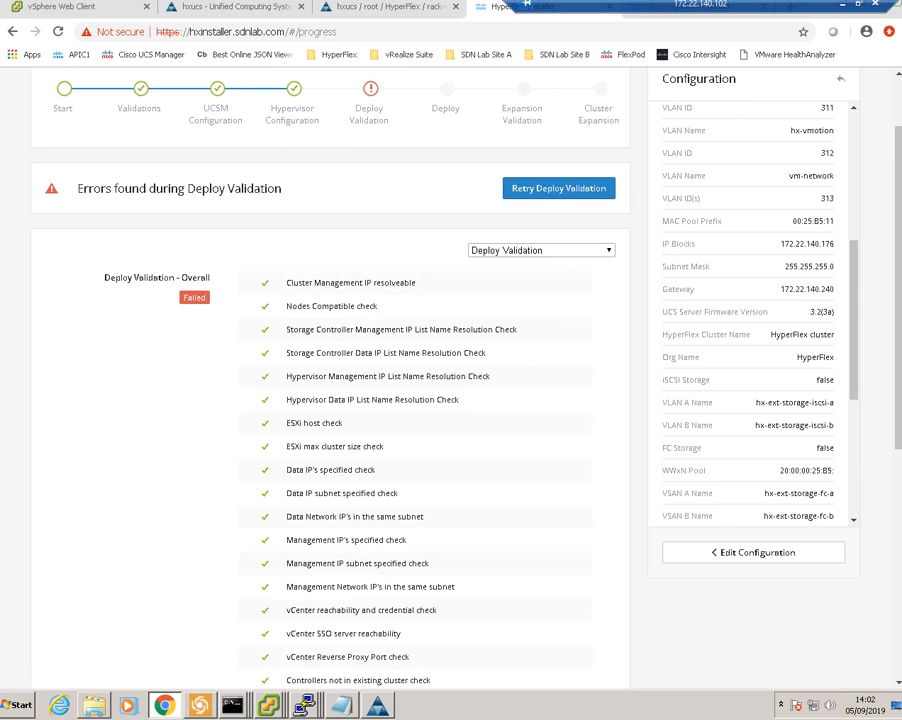 172.22.140.102
vSphere Web Client
hxucs - Unified Computing Syste
hxucs / root / HyperFlex / rack-
Not secure
https://hxinstaller.sdnlab.com/#/progress
Apps
APIC1
Cisco UCS Manager
Best Online JSON Viewer
HyperFlex
vRealize Suite
SDN Lab Site A
SDN Lab Site B
FlexPod
Cisco Intersight
VMware HealthAnalyzer
Start
Validations
UCSM Configuration
Hypervisor Configuration
Deploy Validation
Deploy
Expansion Validation
Cluster Expansion
Errors found during Deploy Validation
Retry Deploy Validation
Deploy Validation
Deploy Validation - Overall
Failed
Cluster Management IP resolveable
Nodes Compatible check
Storage Controller Management IP List Name Resolution Check
Storage Controller Data IP List Name Resolution Check
Hypervisor Management IP List Name Resolution Check
Hypervisor Data IP List Name Resolution Check
ESXi host check
ESXi max cluster size check
Data IP's specified check
Data IP subnet specified check
Data Network IP's in the same subnet
Management IP's specified check
Management IP subnet specified check
Management Network IP's in the same subnet
vCenter reachability and credential check
vCenter SSO server reachability
vCenter Reverse Proxy Port check
Controllers not in existing cluster check
Configuration
VLAN ID 311
VLAN Name hx-vmotion
VLAN ID 312
VLAN Name vm-network
VLAN ID(s) 313
MAC Pool Prefix 00:25:B5:11
IP Blocks 172.22.140.176
Subnet Mask 255.255.255.0
Gateway 172.22.140.240
UCS Server Firmware Version 3.2(3a)
HyperFlex Cluster Name HyperFlex cluster
Org Name HyperFlex
iSCSI Storage false
VLAN A Name hx-ext-storage-iscsi-a
VLAN B Name hx-ext-storage-iscsi-b
FC Storage false
WWxN Pool 20:00:00:25:B5:
VSAN A Name hx-ext-storage-fc-a
VSAN B Name hx-ext-storage-fc-b
Edit Configuration
Start
14:02
05/09/2019